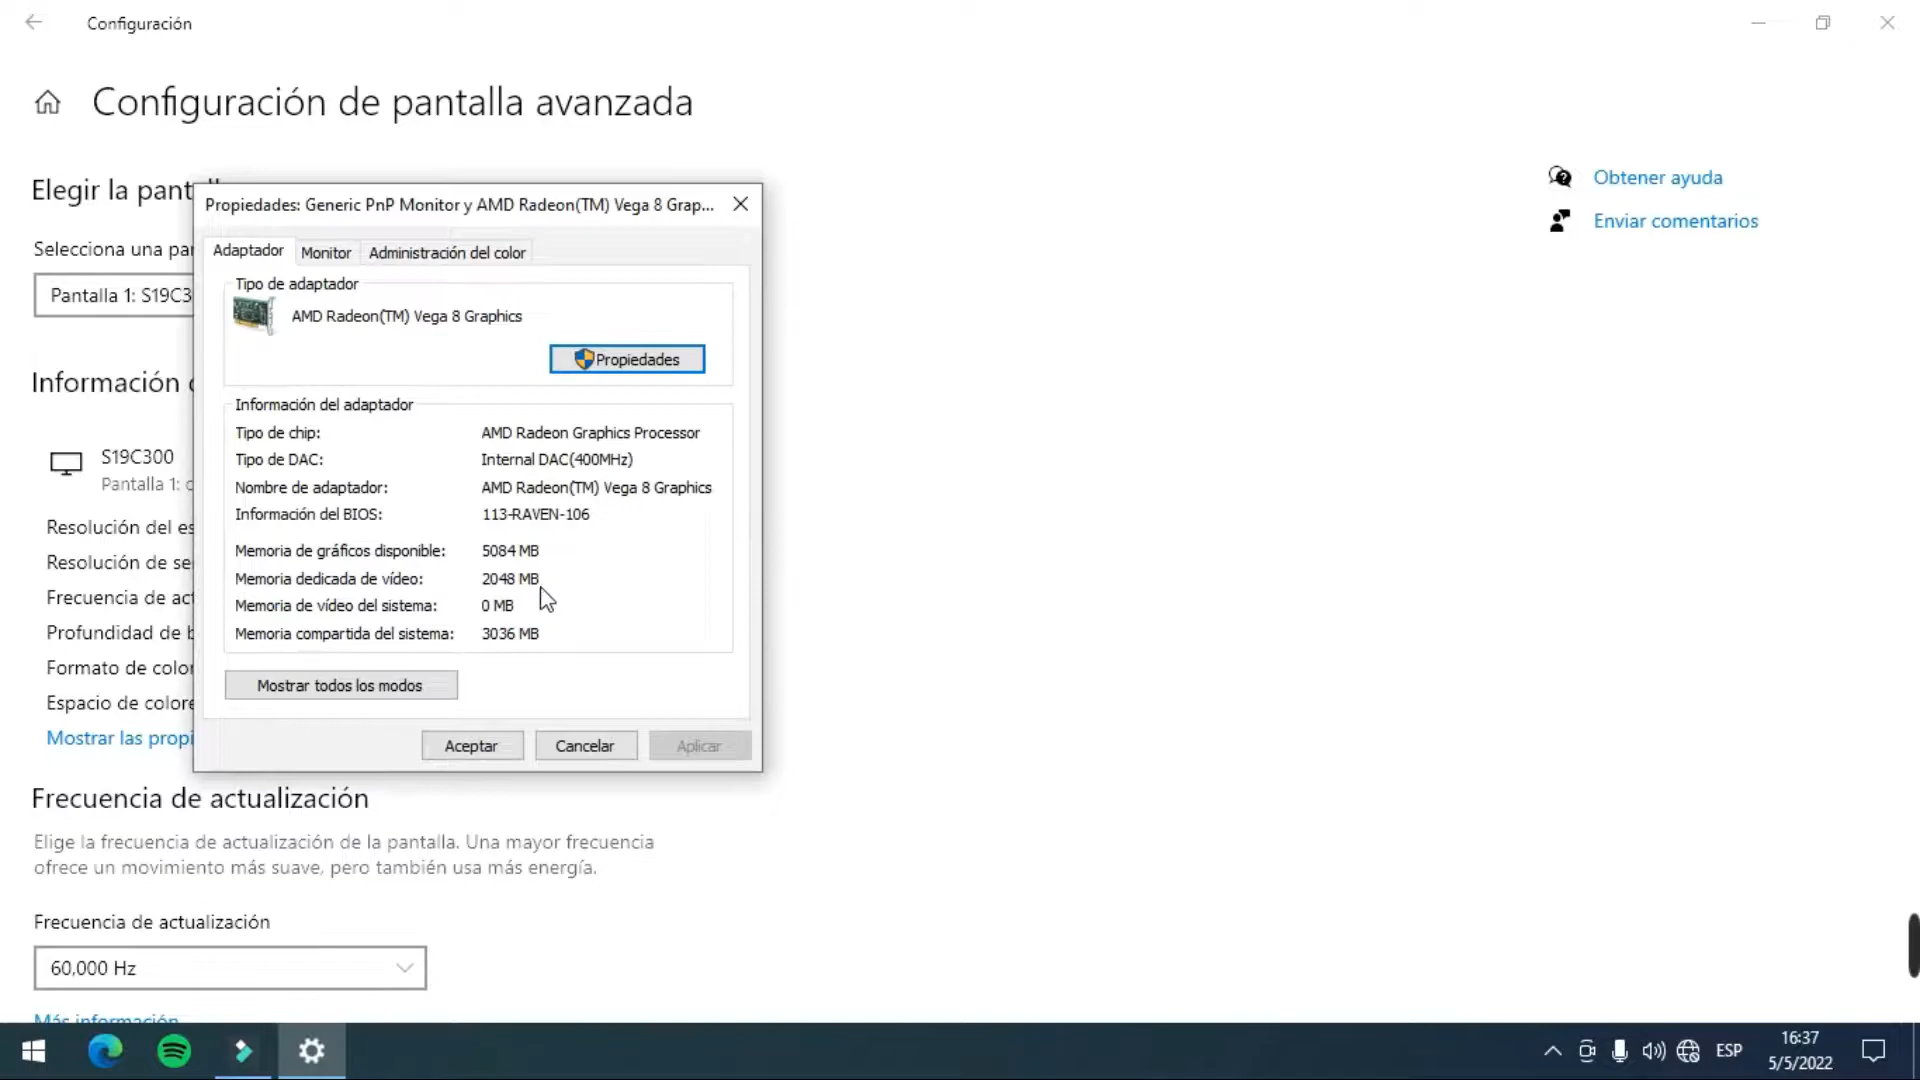 Configuración
Configuración de pantalla avanzada
Elegir la pant
Selecciona una par
Pantalla 1: S19C3
Información
S19C300
Pantalla 1:
Resolución del es
Resolución de se
Frecuencia de act
Profundidad de b
Formato de color
Espacio de colore
Mostrar las propi
Propiedades: Generic PnP Monitor y AMD Radeon(TM) Vega 8 Grap...
Adaptador
Monitor
Administración del color
Tipo de adaptador
AMD Radeon(TM) Vega 8 Graphics
Propiedades
Información del adaptador
Tipo de chip: AMD Radeon Graphics Processor
Tipo de DAC: Internal DAC(400MHz)
Nombre de adaptador: AMD Radeon(TM) Vega 8 Graphics
Información del BIOS: 113-RAVEN-106
Memoria de gráficos disponible: 5084 MB
Memoria dedicada de vídeo: 2048 MB
Memoria de vídeo del sistema: 0 MB
Memoria compartida del sistema: 3036 MB
Mostrar todos los modos
Aceptar
Cancelar
Aplicar
Obtener ayuda
Enviar comentarios
Frecuencia de actualización
Elige la frecuencia de actualización de la pantalla. Una mayor frecuencia
ofrece un movimiento más suave, pero también usa más energía.
Frecuencia de actualización
60,000 Hz
Más información
ESP
16:37
5/5/2022